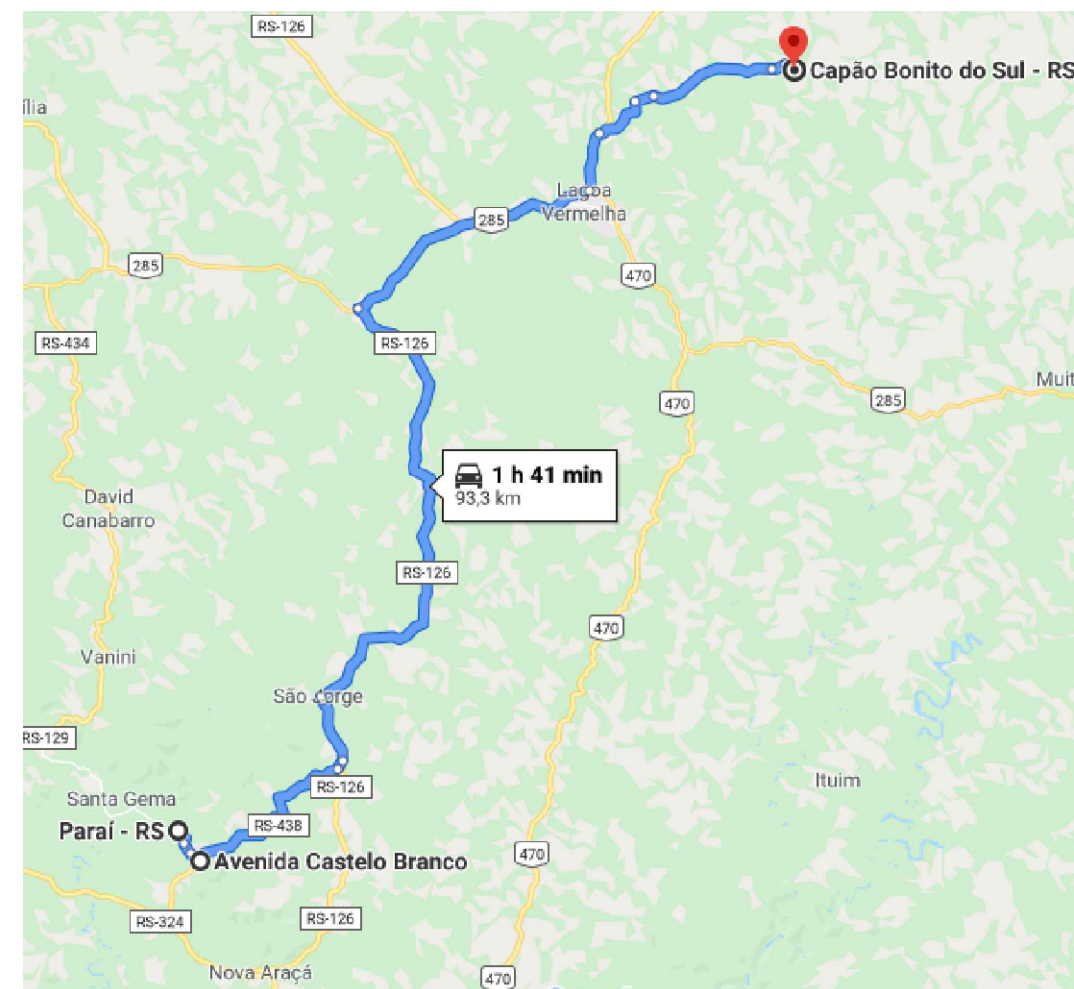 RS-126
Capão Bonito do Sul - RS
ília
Lagoa
Vermelha
285
285
470
RS-434
RS-126
Muit
285
470
1 h 41 min
93,3 km
David
Canabarro
RS-126
470
Vanini
São Jorge
RS-129
Ituim
RS-126
Santa Gema
RS-438
Paraí - RS
470
Avenida Castelo Branco
RS-324
RS-126
Nova Araçá
470